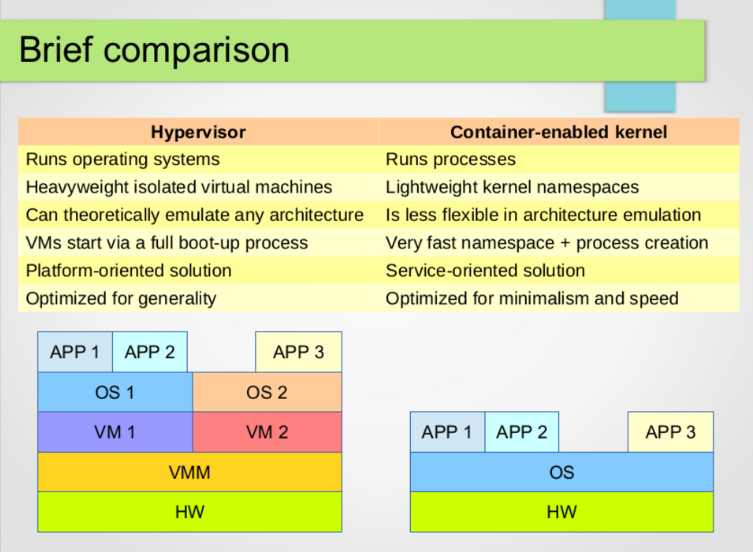 Brief comparison
Hypervisor Container-enabled kernel
Runs operating systems Runs processes
Heavyweight isolated virtual machines Lightweight kernel namespaces
Can theoretically emulate any architecture Is less flexible in architecture emulation
VMs start via a full boot-up process Very fast namespace + process creation
Platform-oriented solution Service-oriented solution
Optimized for generality Optimized for minimalism and speed
APP 1 APP 2 APP 3
OS 1 OS 2
VM 1 VM 2
VMM
HW
APP 1 APP 2 APP 3
OS
HW